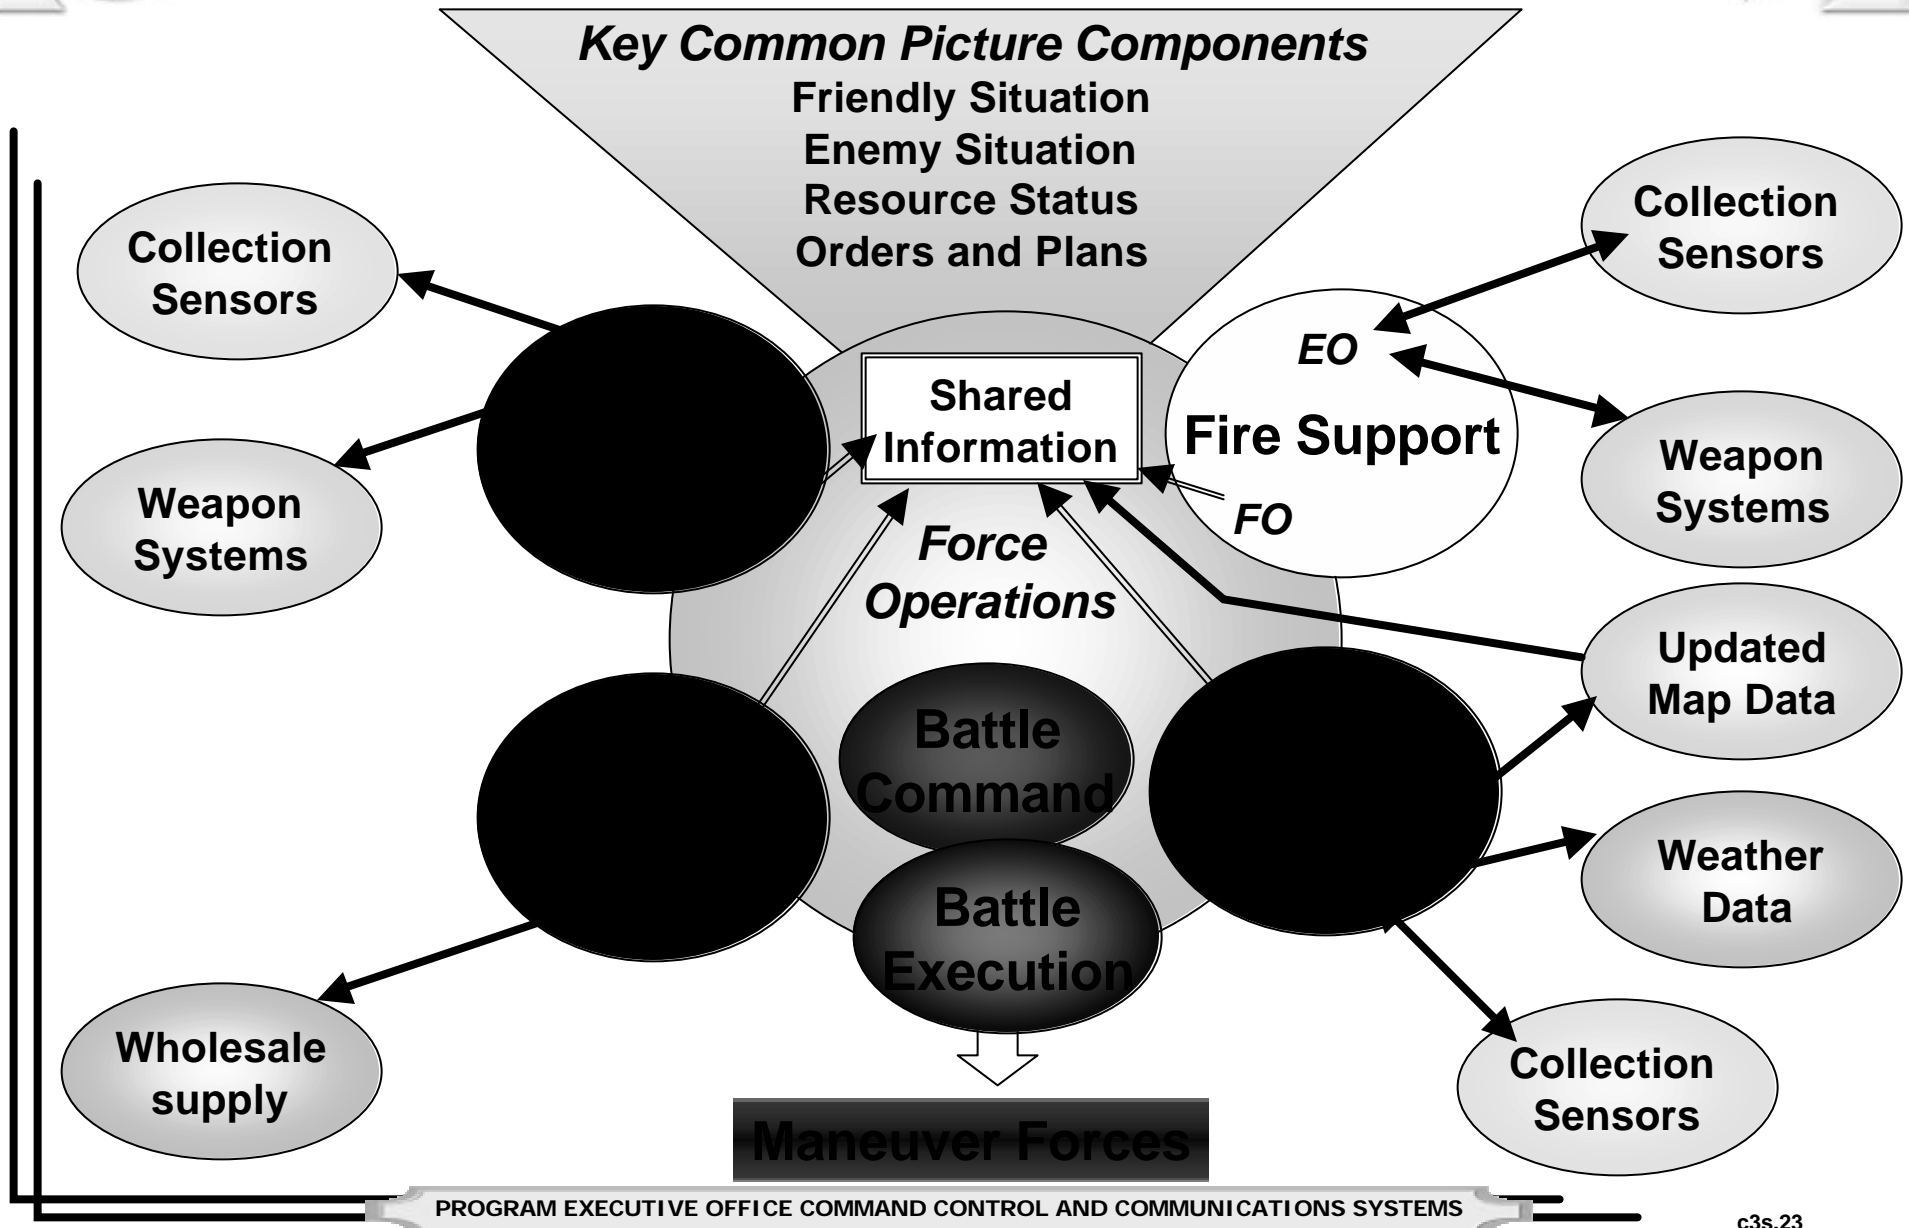 Key Common Picture Components
Friendly Situation
Enemy Situation
Resource Status
Orders and Plans
Collection
Sensors
Weapon
Systems
Wholesale
supply
Shared
Information
Force
Operations
EO
Fire Support
FO
Battle
Command
Battle
Execution
Maneuver Forces
Collection
Sensors
Weapon
Systems
Updated
Map Data
Weather
Data
Collection
Sensors
PROGRAM EXECUTIVE OFFICE COMMAND CONTROL AND COMMUNICATIONS SYSTEMS
c3s.23